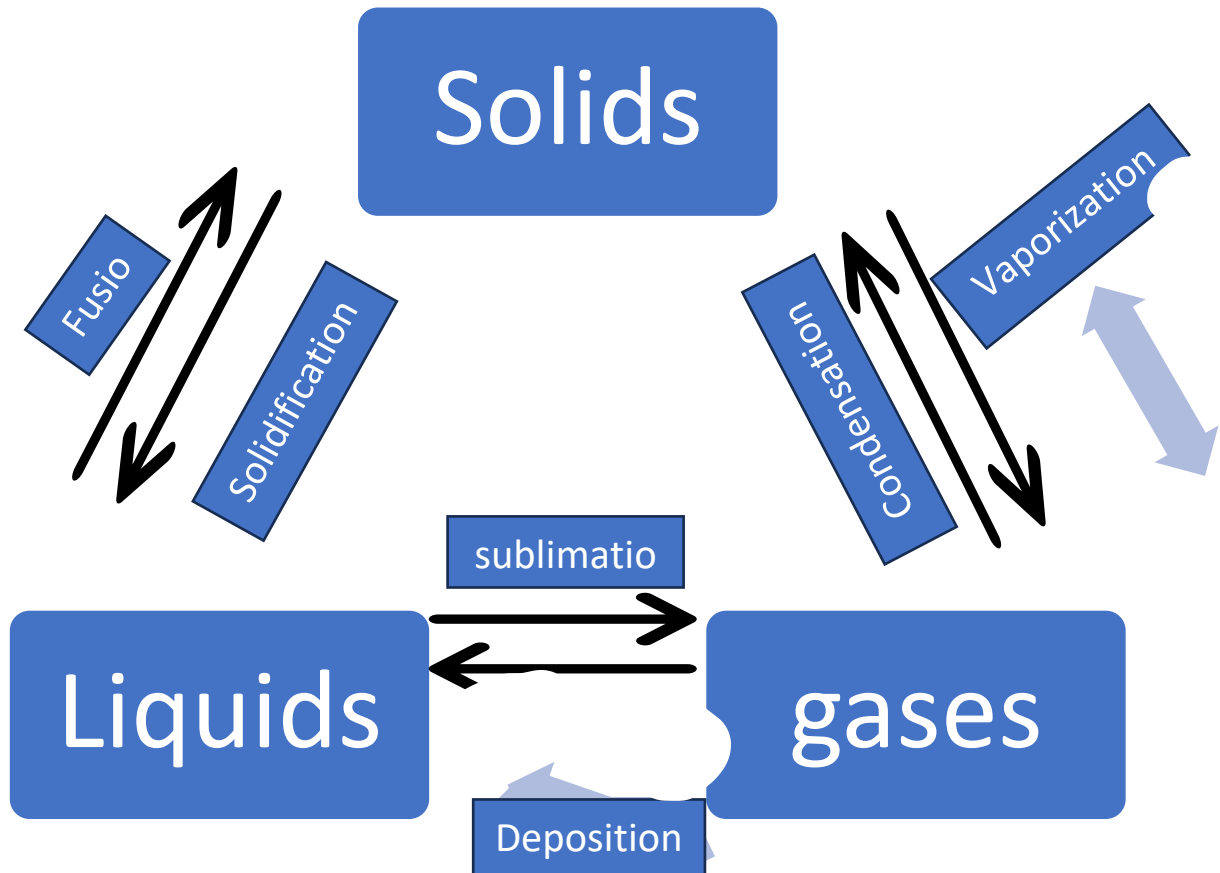 Solids
Vaporization
Fusio
Solidification
Condensation
sublimatio
Liquids
gases
Deposition